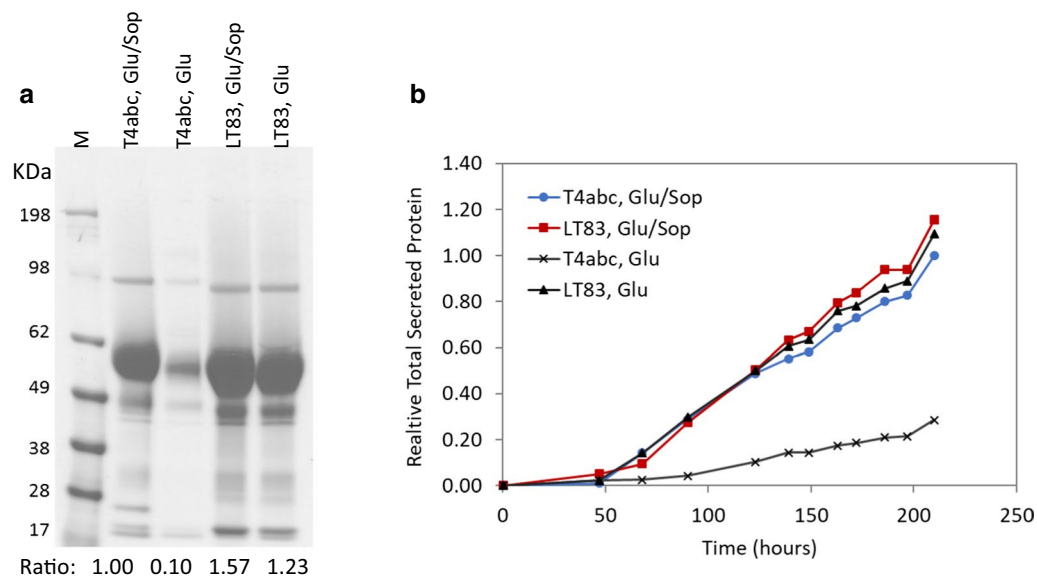 a
M
T4abc, Glu/Sop
T4abc, Glu
LT83, Glu/Sop
LT83, Glu
KDa
198
98
62
49
38
28
17
Ratio: 1.00 0.10 1.57 1.23
b
Realtive Total Secreted Protein
1.40
1.20
1.00
0.80
0.60
0.40
0.20
0.00
T4abc, Glu/Sop
LT83, Glu/Sop
T4abc, Glu
LT83, Glu
0 50 100 150 200 250
Time (hours)